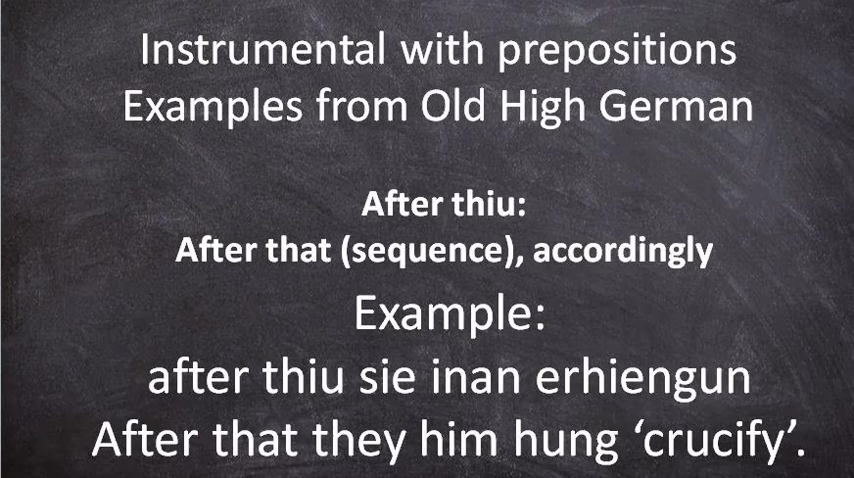 Instrumental with prepositions
Examples from Old High German
After thiu:
After that (sequence), accordingly
Example:
after thiu sie inan erhiengun
After that they him hung ‘crucify’.